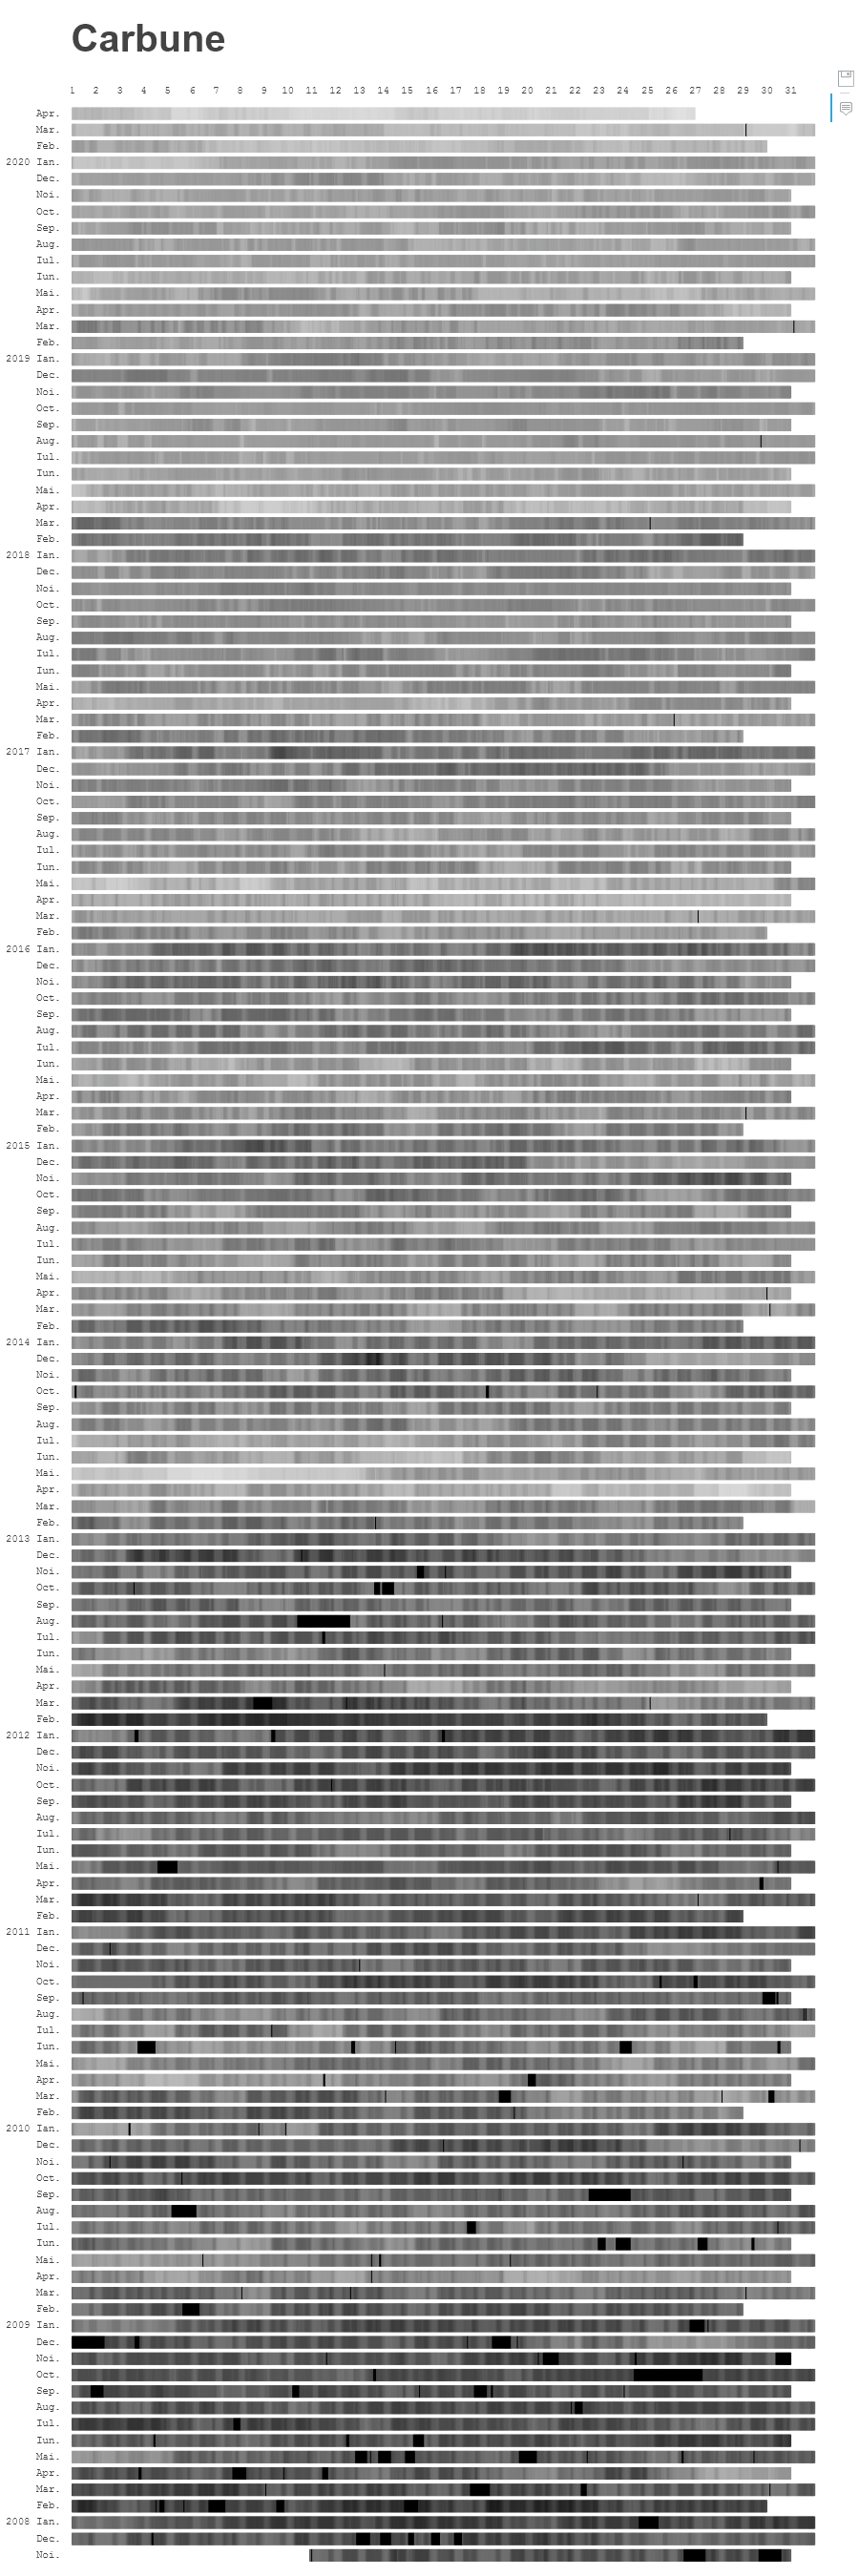 Carbune
1 2 3 4 5 6 7 8 9 10 11 12 13 14 15 16 17 18 19 20 21 22 23 24 25 26 27 28 29 30 31
Apr.
Mar.
Feb.
2020 Ian.
Dec.
Noi.
Oct.
Sep.
Aug.
Iul.
Iun.
Mai.
Apr.
Mar.
Feb.
2019 Ian.
Dec.
Noi.
Oct.
Sep.
Aug.
Iul.
Iun.
Mai.
Apr.
Mar.
Feb.
2018 Ian.
Dec.
Noi.
Oct.
Sep.
Aug.
Iul.
Iun.
Mai.
Apr.
Mar.
Feb.
2017 Ian.
Dec.
Noi.
Oct.
Sep.
Aug.
Iul.
Iun.
Mai.
Apr.
Mar.
Feb.
2016 Ian.
Dec.
Noi.
Oct.
Sep.
Aug.
Iul.
Iun.
Mai.
Apr.
Mar.
Feb.
2015 Ian.
Dec.
Noi.
Oct.
Sep.
Aug.
Iul.
Iun.
Mai.
Apr.
Mar.
Feb.
2014 Ian.
Dec.
Noi.
Oct.
Sep.
Aug.
Iul.
Iun.
Mai.
Apr.
Mar.
Feb.
2013 Ian.
Dec.
Noi.
Oct.
Sep.
Aug.
Iul.
Iun.
Mai.
Apr.
Mar.
Feb.
2012 Ian.
Dec.
Noi.
Oct.
Sep.
Aug.
Iul.
Iun.
Mai.
Apr.
Mar.
Feb.
2011 Ian.
Dec.
Noi.
Oct.
Sep.
Aug.
Iul.
Iun.
Mai.
Apr.
Mar.
Feb.
2010 Ian.
Dec.
Noi.
Oct.
Sep.
Aug.
Iul.
Iun.
Mai.
Apr.
Mar.
Feb.
2009 Ian.
Dec.
Noi.
Oct.
Sep.
Aug.
Iul.
Iun.
Mai.
Apr.
Mar.
Feb.
2008 Ian.
Dec.
Noi.